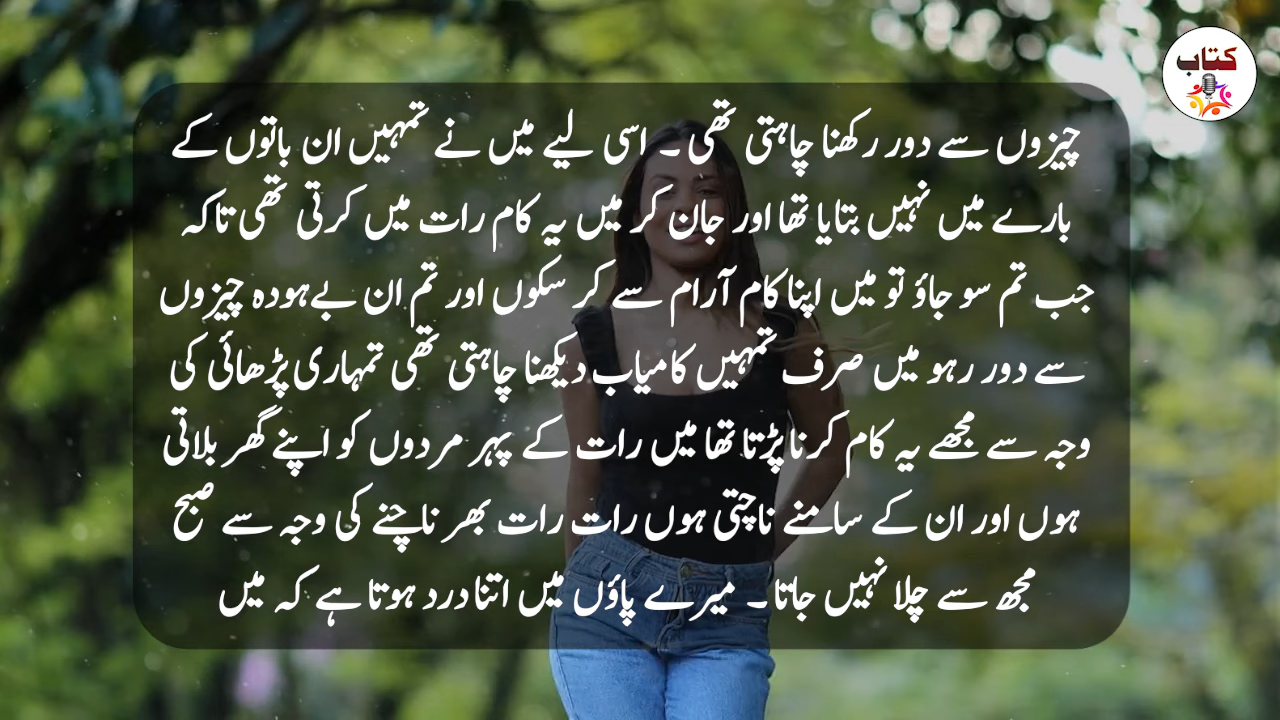 کتاب
چیزوں سے دور رکھنا چاہتی تھی ۔ اسی لیے میں نے تمہیں ان باتوں کے
بارے میں نہیں بتایا تھا اور جان کر میں یہ کام رات میں کرتی تھی تاکہ
جب تم سو جاؤ تو میں اپنا کام آرام سے کر سکوں اور تم ان بےہودہ چیزوں
سے دور رہو میں صرف تمہیں کامیاب دیکھنا چاہتی تھی تمہاری پڑھائی کی
وجہ سے مجھے یہ کام کرنا پڑتا تھا میں رات کے پہر مردوں کو اپنے گھر بلاتی
ہوں اور ان کے سامنے ناچتی ہوں رات رات بھر ناچنے کی وجہ سے صبح
مجھ سے چلا نہیں جاتا ۔ میرے پاؤں میں اتنا درد ہوتا ہے کہ میں